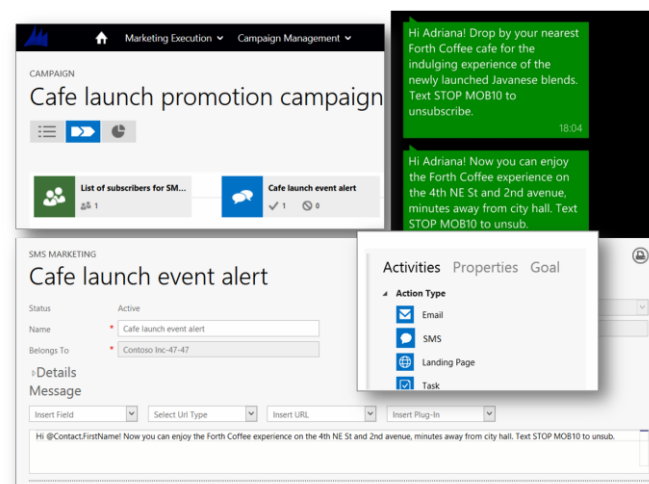 Marketing Execution
Campaign Management
CAMPAIGN
Cafe launch promotion campaign
List of subscribers for SM...
1
Cafe launch event alert
1
0
Hi Adriana! Drop by your nearest
Forth Coffee cafe for the
indulging experience of the
newly launched Javanese blends.
Text STOP MOB10 to
unsubscribe.
18:04
Hi Adriana! Now you can enjoy
the Forth Coffee experience on
the 4th NE St and 2nd avenue,
minutes away from city hall. Text
STOP MOB10 to unsub.
SMS MARKETING
Cafe launch event alert
Status Active
Name * Cafe launch event alert
Belongs To * Contoso Inc-47-47
Details
Message
Insert Field Select Url Type Insert URL Insert Plug-In
Hi @Contact.FirstName! Now you can enjoy the Forth Coffee experience on the 4th NE St and 2nd avenue, minutes away from city hall. Text STOP MOB10 to unsub.
Activities Properties Goal
Action Type
Email
SMS
Landing Page
Task